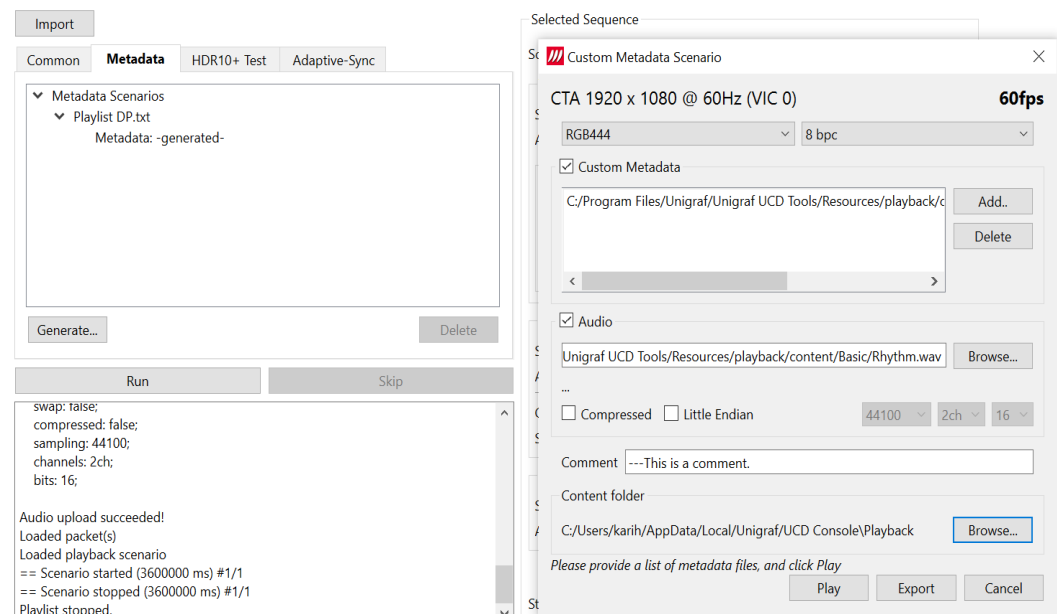 Import
Common Metadata HDR10+ Test Adaptive-Sync
Metadata Scenarios
Playlist DP.txt
Metadata: -generated-
Generate... Delete
Run Skip
swap: false;
compressed: false;
sampling: 44100;
channels: 2ch;
bits: 16;
Audio upload succeeded!
Loaded packet(s)
Loaded playback scenario
== Scenario started (3600000 ms) #1/1
== Scenario stopped (3600000 ms) #1/1
Playlist stopped.
Selected Sequence
Custom Metadata Scenario
CTA 1920 x 1080 @ 60Hz (VIC 0) 60fps
RGB444 8 bpc
Custom Metadata
C:/Program Files/Unigraf/Unigraf UCD Tools/Resources/playback/c
Add..
Delete
Audio
Unigraf UCD Tools/Resources/playback/content/Basic/Rhythm.wav Browse...
...
Compressed Little Endian 44100 2ch 16
Comment ---This is a comment.
Content folder
C:/Users/karih/AppData/Local/Unigraf/UCD Console\Playback Browse...
Please provide a list of metadata files, and click Play
Play Export Cancel
St